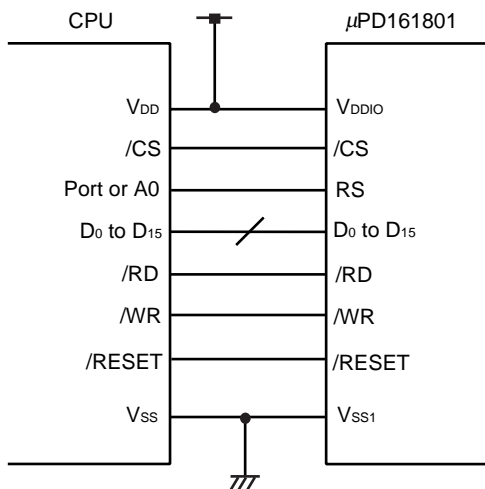 CPU µPD161801
VDD VDDIO
/CS /CS
Port or A0 RS
D0 to D15 D0 to D15
/RD /RD
/WR /WR
/RESET /RESET
VSS VSS1